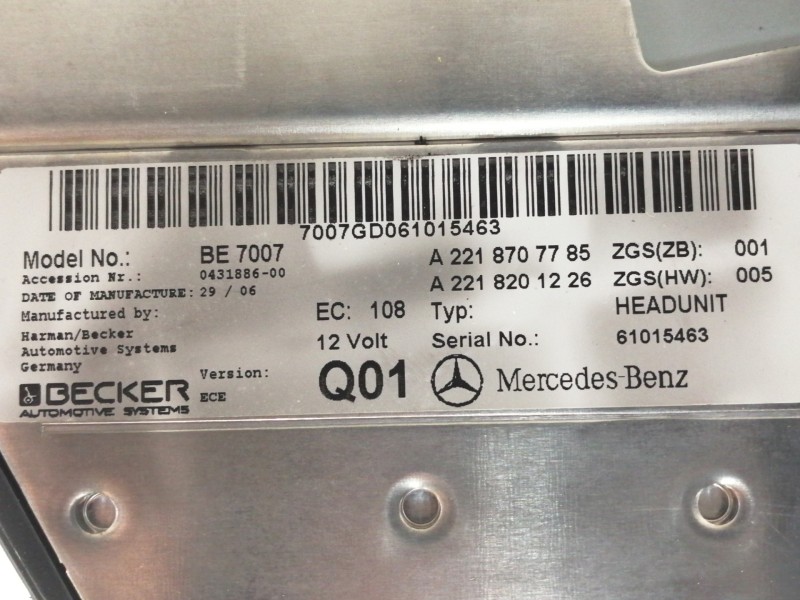 7007GD061015463
Model No.: BE 7007 A 221 870 77 85 ZGS(ZB): 001
Accession Nr.: 0431886-00 A 221 820 12 26 ZGS(HW): 005
DATE OF MANUFACTURE: 29 / 06
Manufactured by: EC: 108 Typ: HEADUNIT
Harman/Becker 12 Volt Serial No.: 61015463
Automotive Systems
Germany
Version: Q01 Mercedes-Benz
BECKER ECE
AUTOMOTIVE SYSTEMS